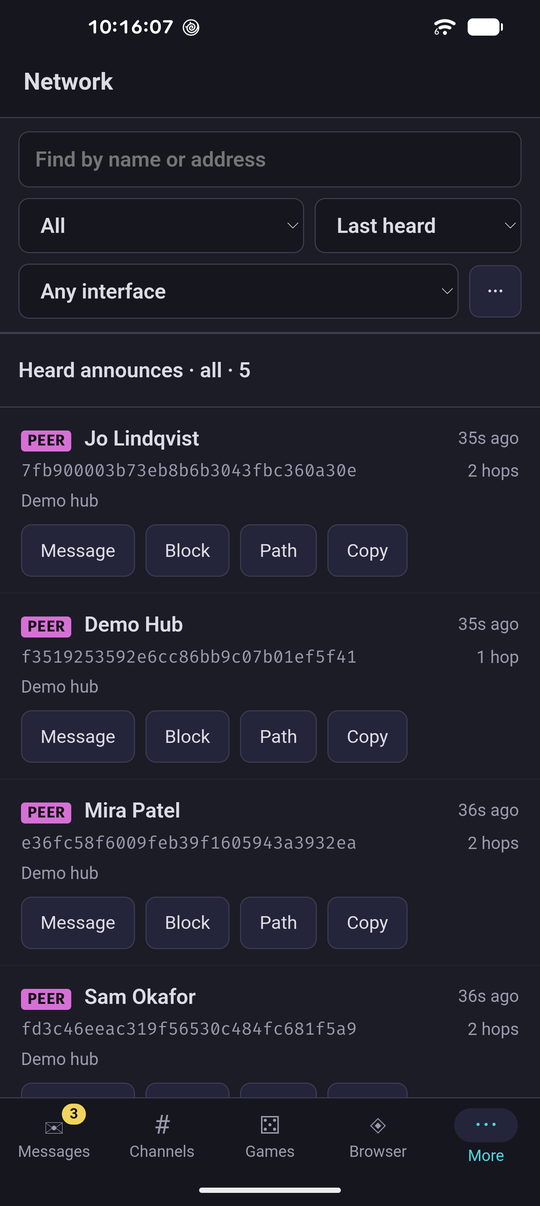 10:16:07
Network
Find by name or address
All
Last heard
Any interface
...
Heard announces · all · 5
PEER Jo Lindqvist 35s ago
7fb900003b73eb8b6b3043fbc360a30e 2 hops
Demo hub
Message Block Path Copy
PEER Demo Hub 35s ago
f3519253592e6cc86bb9c07b01ef5f41 1 hop
Demo hub
Message Block Path Copy
PEER Mira Patel 36s ago
e36fc58f6009feb39f1605943a3932ea 2 hops
Demo hub
Message Block Path Copy
PEER Sam Okafor 36s ago
fd3c46eeac319f56530c484fc681f5a9 2 hops
Demo hub
3
Messages Channels Games Browser More